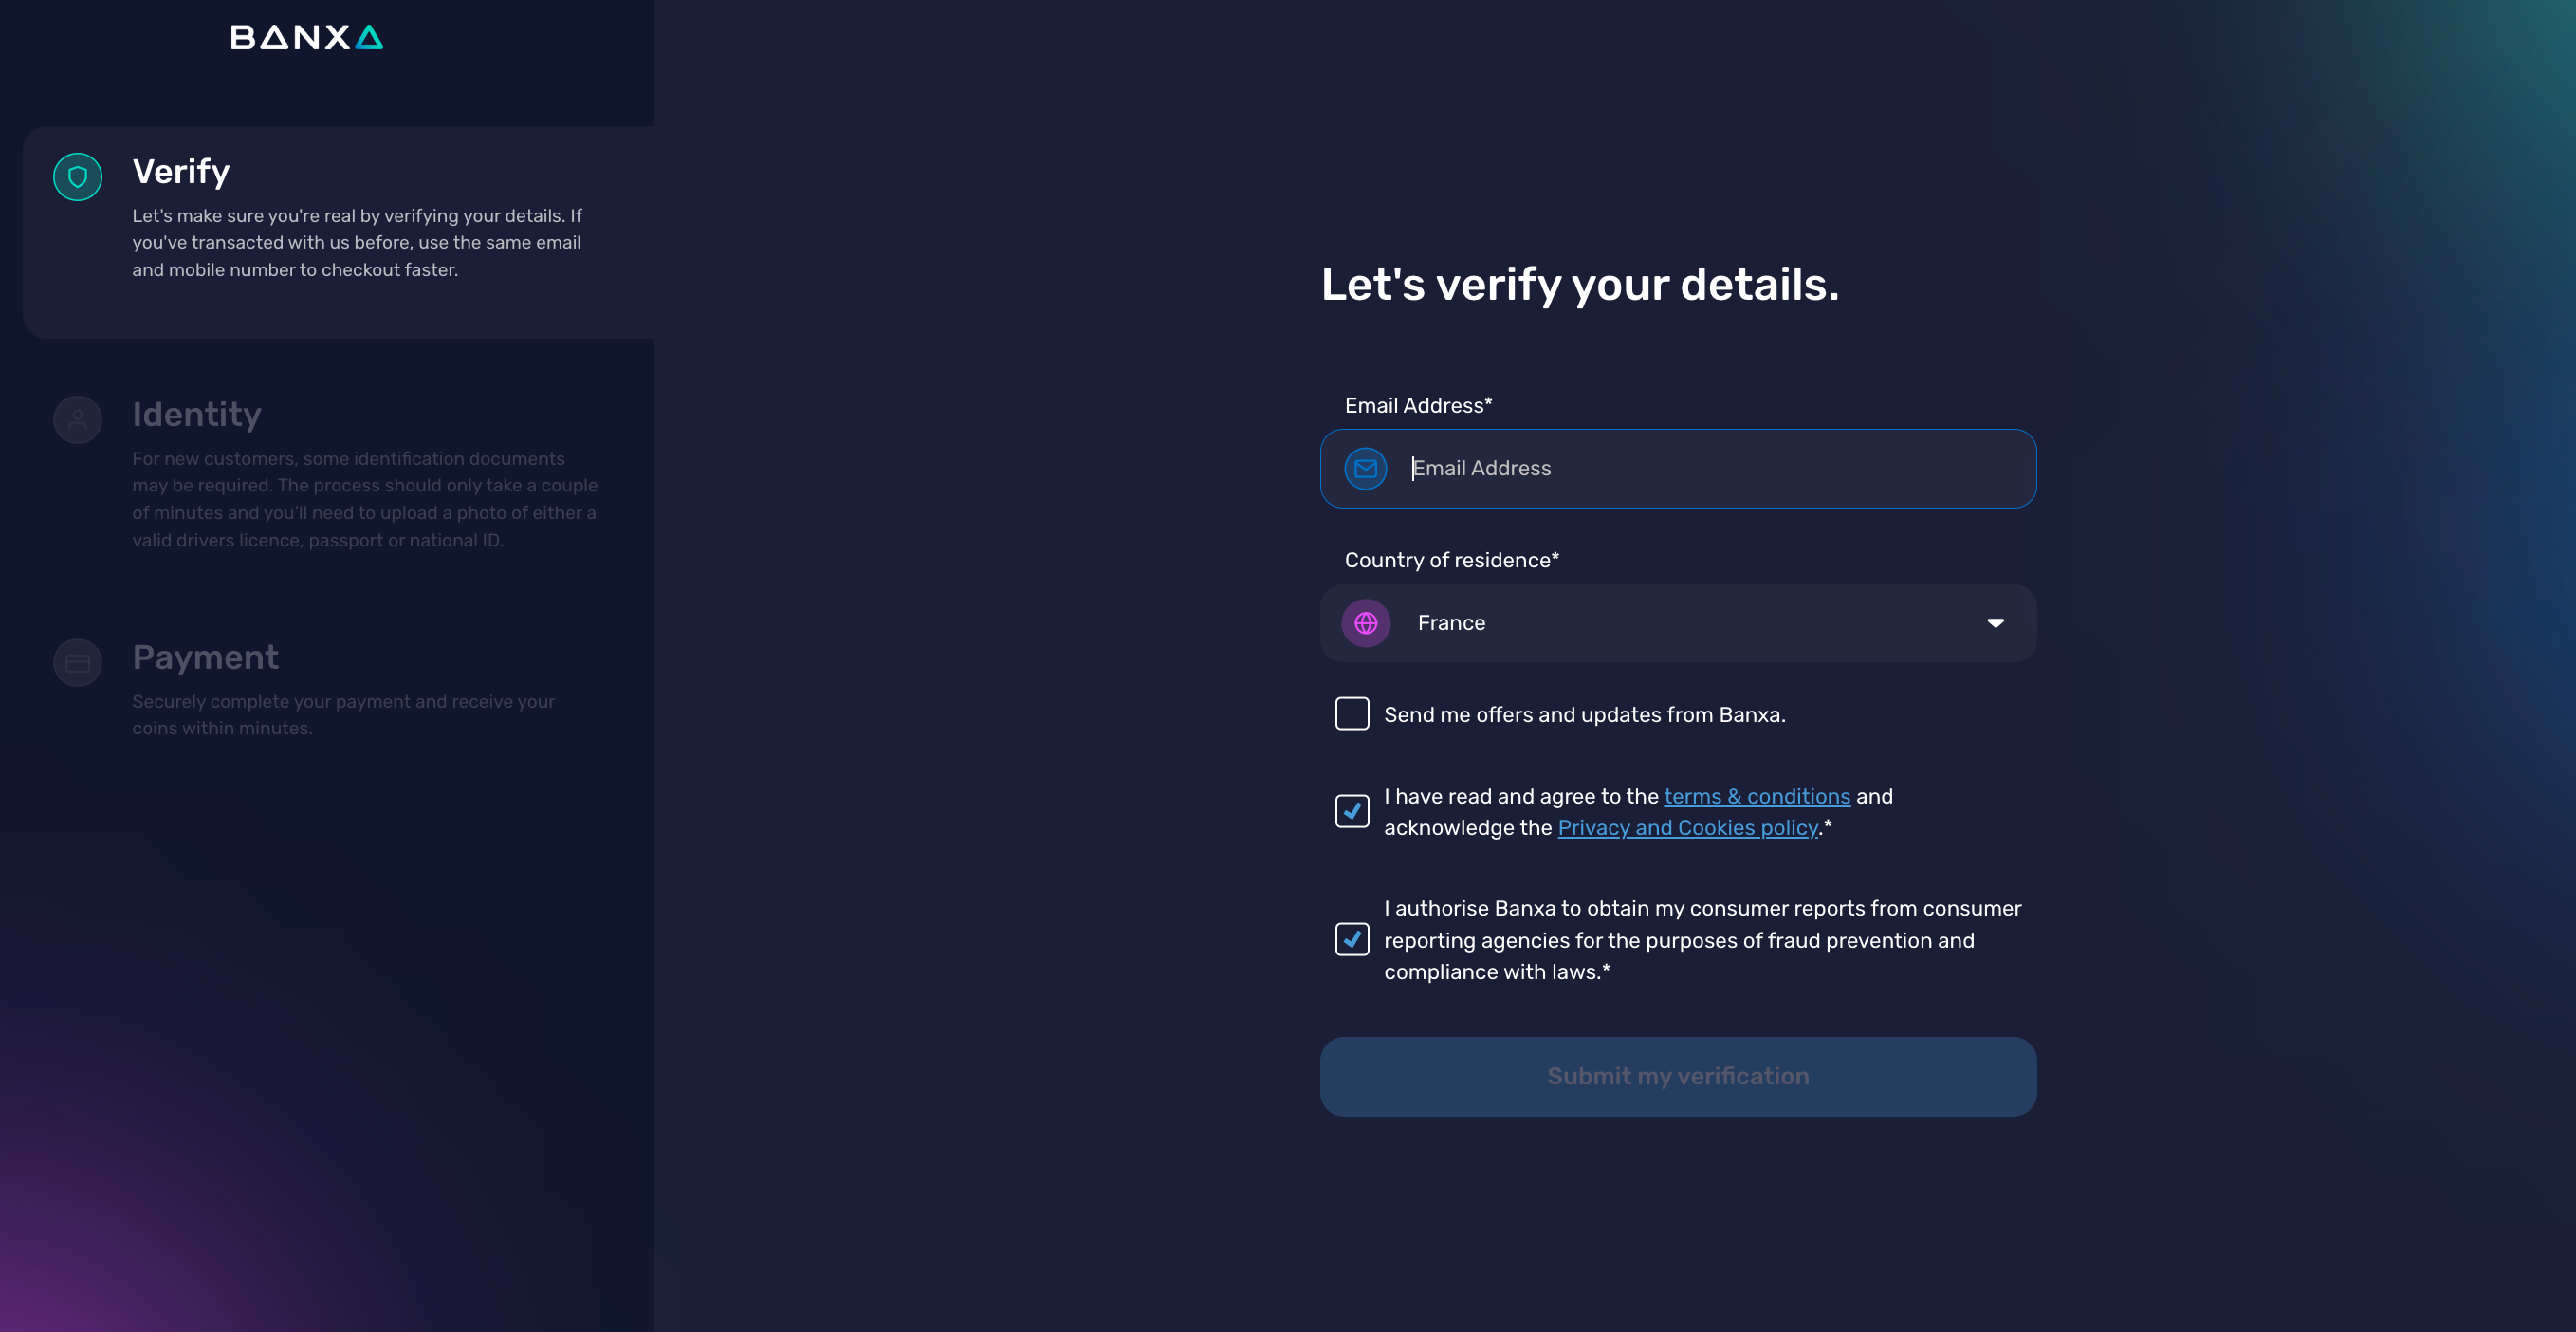 BANXA
Verify
Let's make sure you're real by verifying your details. If
you've transacted with us before, use the same email
and mobile number to checkout faster.
Identity
For new customers, some identification documents
may be required. The process should only take a couple
of minutes and you'll need to upload a photo of either a
valid drivers licence, passport or national ID.
Payment
Securely complete your payment and receive your
coins within minutes.
Let's verify your details.
Email Address*
Email Address
Country of residence*
France
Send me offers and updates from Banxa.
I have read and agree to the terms & conditions and
acknowledge the Privacy and Cookies policy.*
I authorise Banxa to obtain my consumer reports from consumer
reporting agencies for the purposes of fraud prevention and
compliance with laws.*
Submit my verification